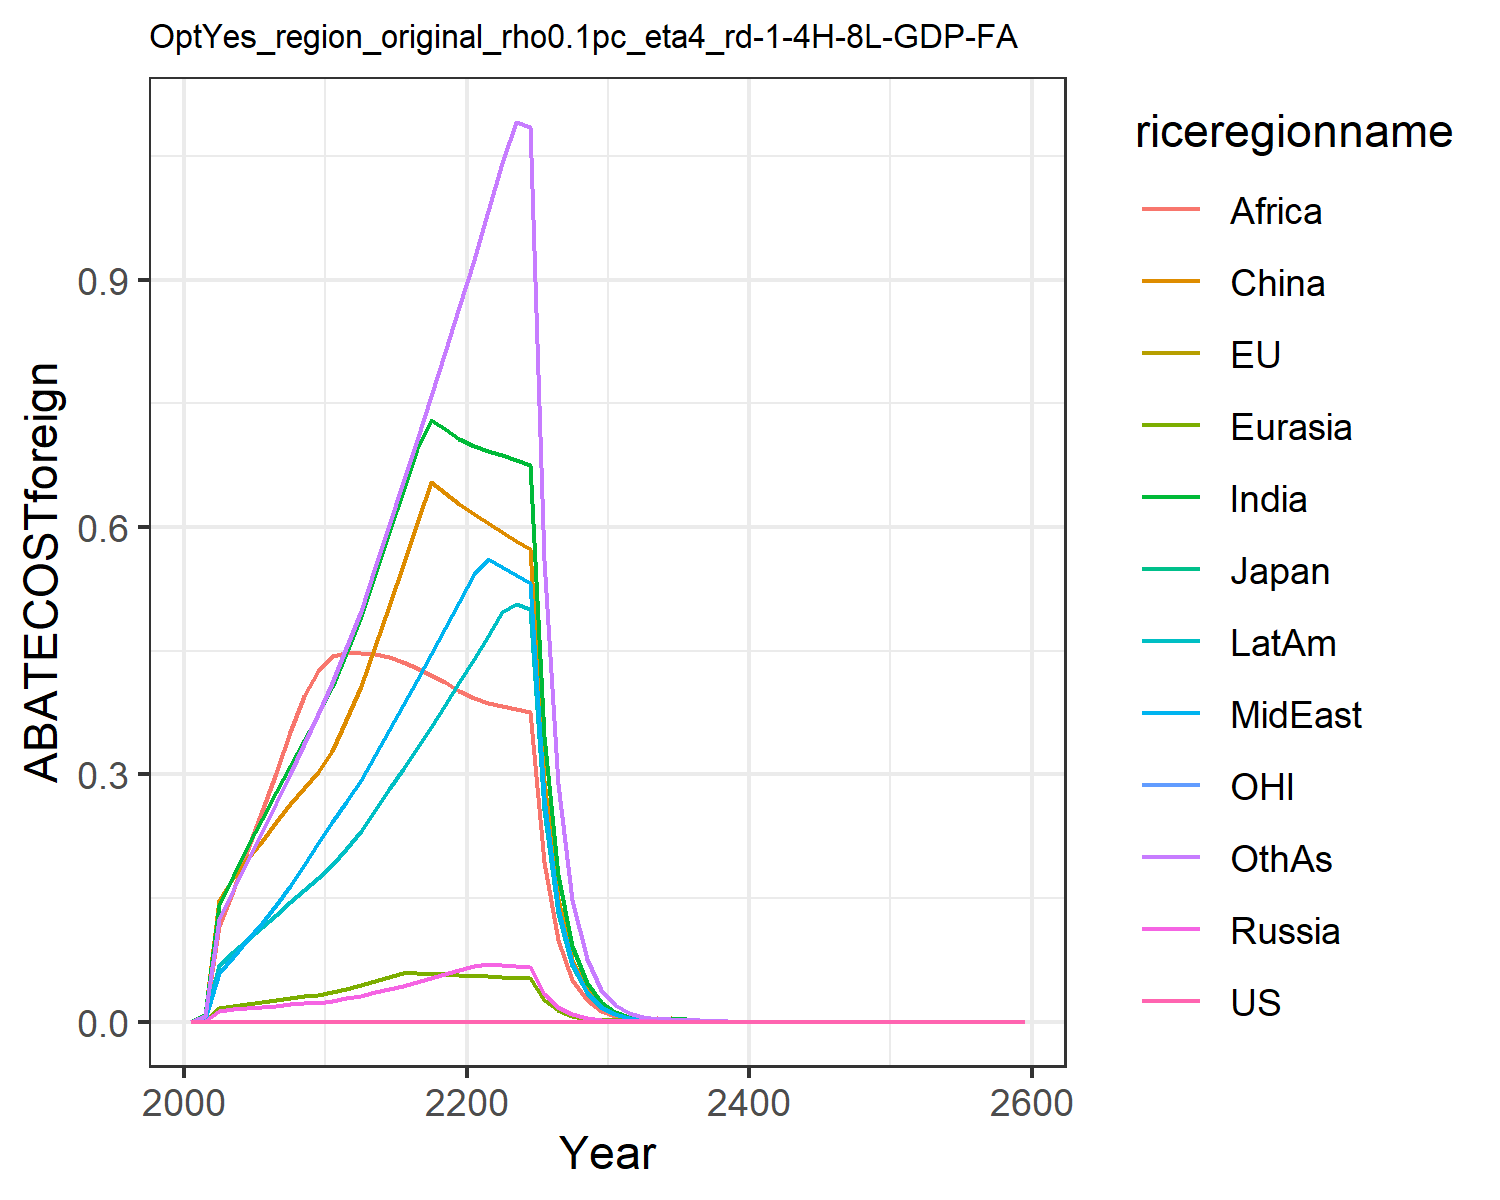 OptYes_region_original_rho0.1pc_eta4_rd-1-4H-8L-GDP-FA
ABATECOSTforeign
0.9
0.6
0.3
0.0
2000
2200
2400
2600
Year
riceregionname
Africa
China
EU
Eurasia
India
Japan
LatAm
MidEast
OHI
OthAs
Russia
US